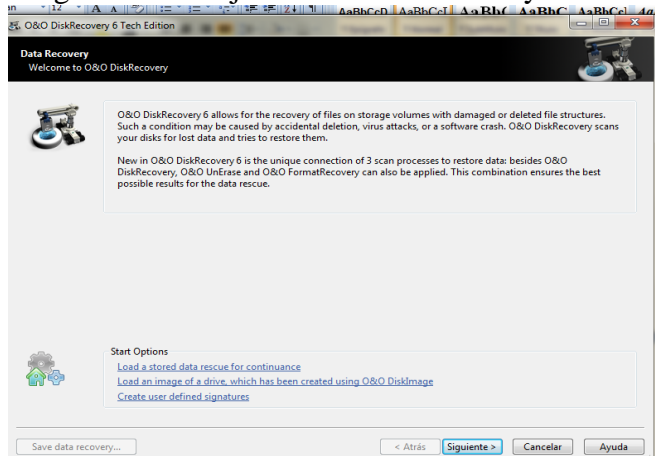 12
AaBbCcD AaBbCcI AaBbC AaBbCcl
O&O DiskRecovery 6 Tech Edition
Data Recovery
Welcome to O&O DiskRecovery
O&O DiskRecovery 6 allows for the recovery of files on storage volumes with damaged or deleted file structures.
Such a condition may be caused by accidental deletion, virus attacks, or a software crash. O&O DiskRecovery scans
your disks for lost data and tries to restore them.
New in O&O DiskRecovery 6 is the unique connection of 3 scan processes to restore data: besides O&O
DiskRecovery, O&O UnErase and O&O FormatRecovery can also be applied. This combination ensures the best
possible results for the data rescue.
Start Options
Load a stored data rescue for continuance
Load an image of a drive, which has been created using O&O DiskImage
Create user defined signatures
Save data recovery... < Atrás Siguiente > Cancelar Ayuda